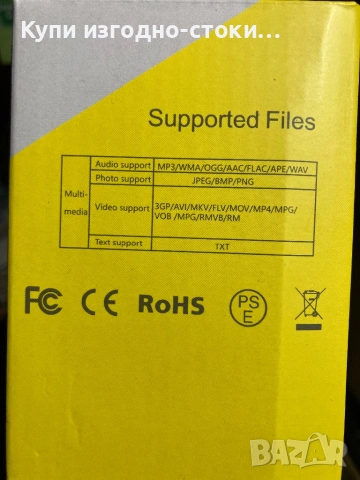 Купи изгодно-стоки...
Supported Files
Multi-
media
Audio support MP3/WMA/OGG/AAC/FLAC/APE/WAV
Photo support JPEG/BMP/PNG
Video support 3GP/AVI/MKV/FLV/MOV/MP4/MPG/
VOB /MPG/RMVB/RM
Text support TXT
FC CE RoHS PS
E
BAZAR
bg